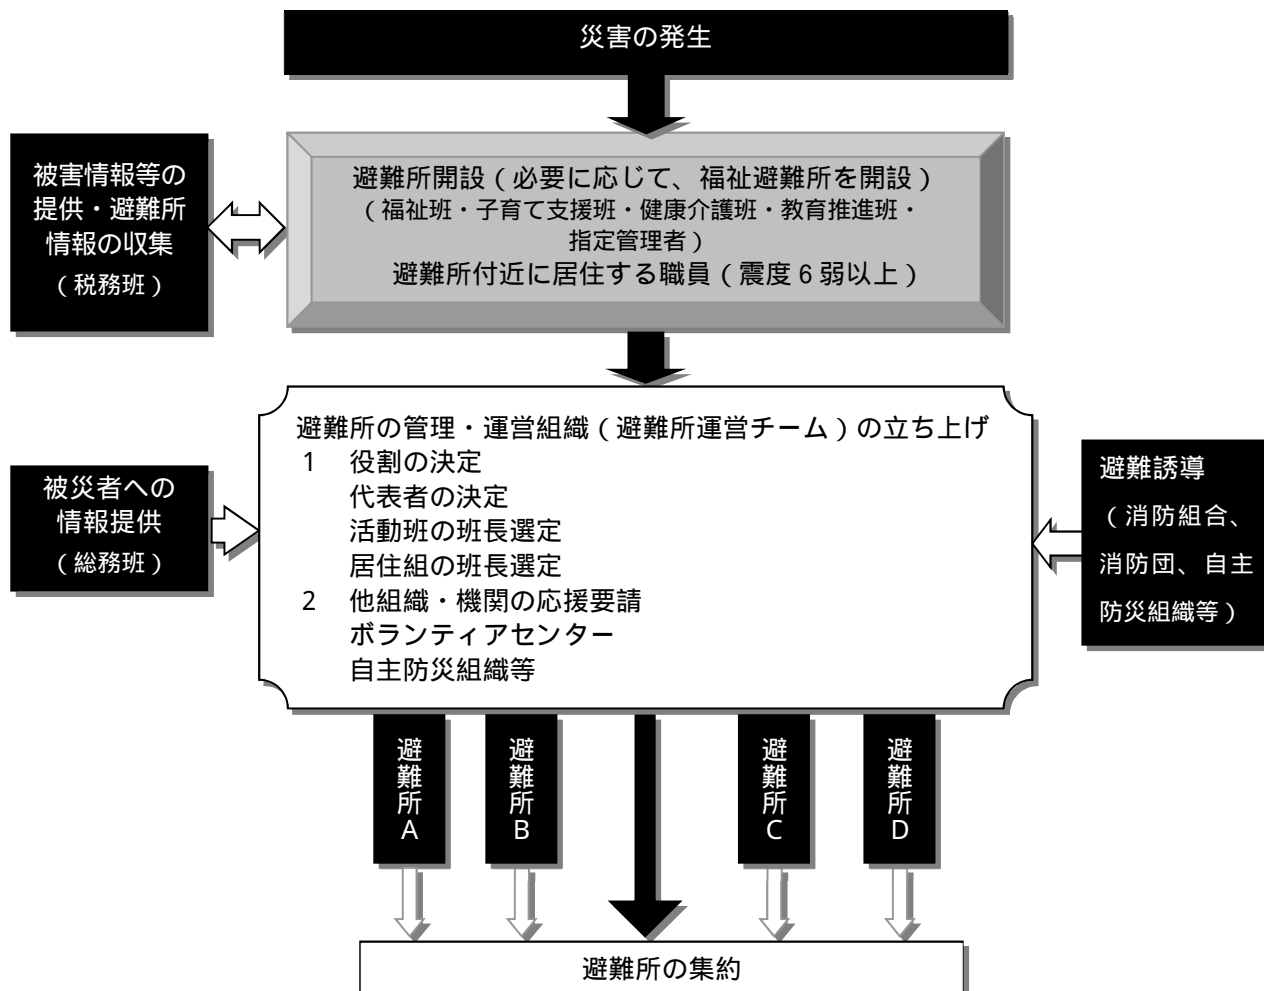 災害の発生
被害情報等の
提供・避難所
情報の収集
（税務班）
避難所開設（必要に応じて、福祉避難所を開設）
（福祉班・子育て支援班・健康介護班・教育推進班・
指定管理者）
避難所付近に居住する職員（震度６弱以上）
避難所の管理・運営組織（避難所運営チーム）の立ち上げ
1　役割の決定
代表者の決定
活動班の班長選定
居住組の班長選定
2　他組織・機関の応援要請
ボランティアセンター
自主防災組織等
被災者への
情報提供
（総務班）
避難誘導
（消防組合、
消防団、自主
防災組織等）
避難所A
避難所B
避難所C
避難所D
避難所の集約